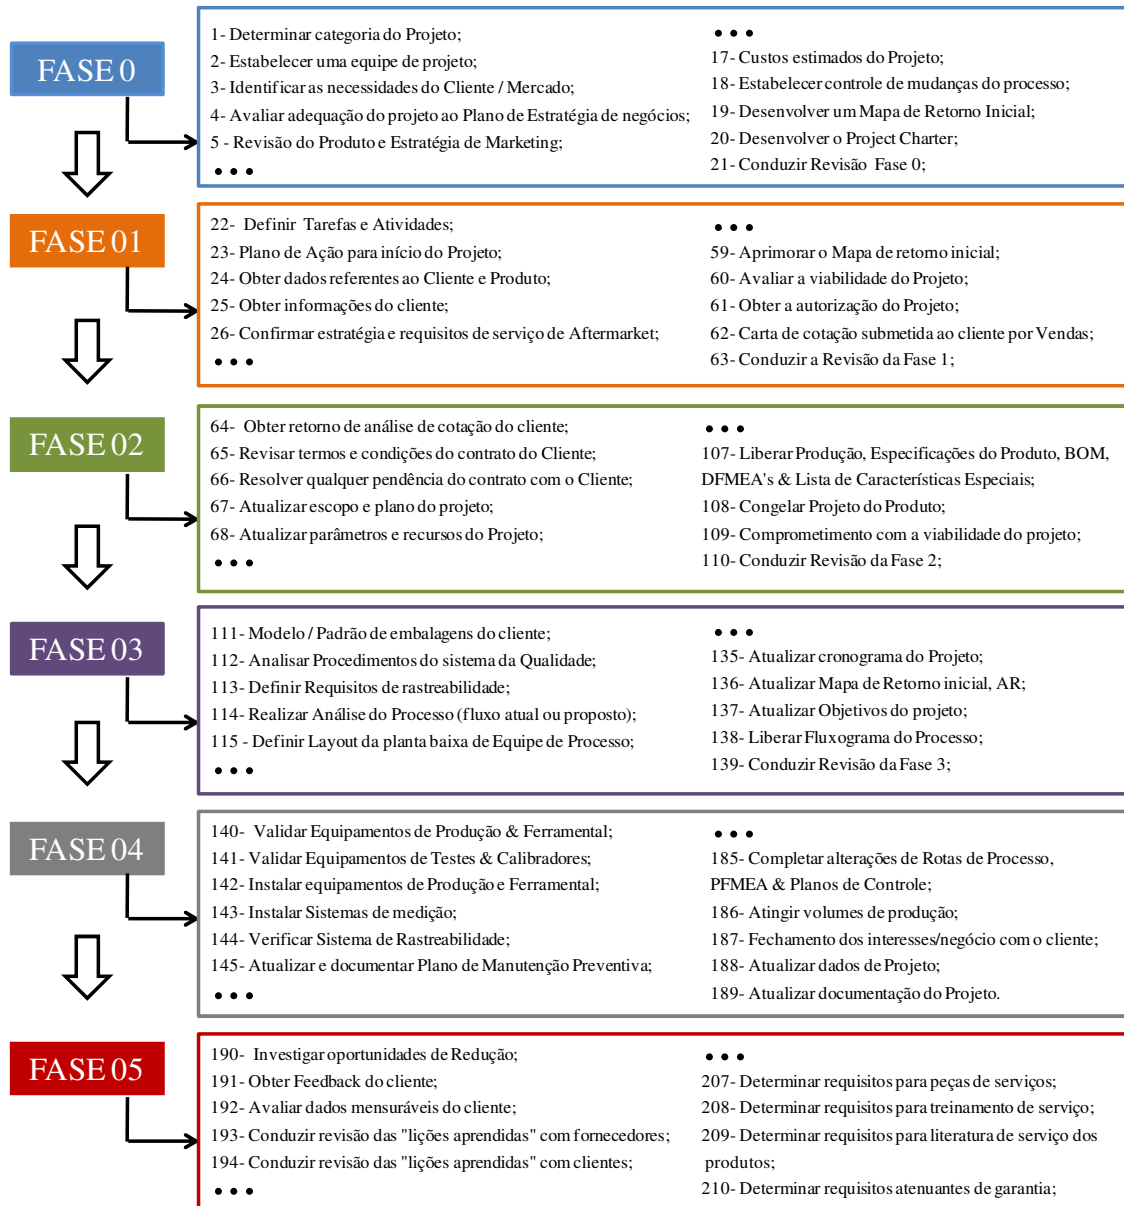 FASE 0
1- Determinar categoria do Projeto;
2- Estabelecer uma equipe de projeto;
3- Identificar as necessidades do Cliente / Mercado;
4- Avaliar adequação do projeto ao Plano de Estratégia de negócios;
5 - Revisão do Produto e Estratégia de Marketing;
• • •
• • •
17- Custos estimados do Projeto;
18- Estabelecer controle de mudanças do processo;
19- Desenvolver um Mapa de Retorno Inicial;
20- Desenvolver o Project Charter;
21- Conduzir Revisão Fase 0;
FASE 01
22- Definir Tarefas e Atividades;
23- Plano de Ação para início do Projeto;
24- Obter dados referentes ao Cliente e Produto;
25- Obter informações do cliente;
26- Confirmar estratégia e requisitos de serviço de Aftermarket;
• • •
• • •
59- Aprimorar o Mapa de retorno inicial;
60- Avaliar a viabilidade do Projeto;
61- Obter a autorização do Projeto;
62- Carta de cotação submetida ao cliente por Vendas;
63- Conduzir a Revisão da Fase 1;
FASE 02
64- Obter retorno de análise de cotação do cliente;
65- Revisar termos e condições do contrato do Cliente;
66- Resolver qualquer pendência do contrato com o Cliente;
67- Atualizar escopo e plano do projeto;
68- Atualizar parâmetros e recursos do Projeto;
• • •
• • •
107- Liberar Produção, Especificações do Produto, BOM,
DFMEA's & Lista de Características Especiais;
108- Congelar Projeto do Produto;
109- Comprometimento com a viabilidade do projeto;
110- Conduzir Revisão da Fase 2;
FASE 03
111- Modelo / Padrão de embalagens do cliente;
112- Analisar Procedimentos do sistema da Qualidade;
113- Definir Requisitos de rastreabilidade;
114- Realizar Análise do Processo (fluxo atual ou proposto);
115 - Definir Layout da planta baixa de Equipe de Processo;
• • •
• • •
135- Atualizar cronograma do Projeto;
136- Atualizar Mapa de Retorno inicial, AR;
137- Atualizar Objetivos do projeto;
138- Liberar Fluxograma do Processo;
139- Conduzir Revisão da Fase 3;
FASE 04
140- Validar Equipamentos de Produção & Ferramental;
141- Validar Equipamentos de Testes & Calibradores;
142- Instalar equipamentos de Produção e Ferramental;
143- Instalar Sistemas de medição;
144- Verificar Sistema de Rastreabilidade;
145- Atualizar e documentar Plano de Manutenção Preventiva;
• • •
• • •
185- Completar alterações de Rotas de Processo,
PFMEA & Planos de Controle;
186- Atingir volumes de produção;
187- Fechamento dos interesses/negócio com o cliente;
188- Atualizar dados de Projeto;
189- Atualizar documentação do Projeto.
FASE 05
190- Investigar oportunidades de Redução;
191- Obter Feedback do cliente;
192- Avaliar dados mensuráveis do cliente;
193- Conduzir revisão das "lições aprendidas" com fornecedores;
194- Conduzir revisão das "lições aprendidas" com clientes;
• • •
• • •
207- Determinar requisitos para peças de serviços;
208- Determinar requisitos para treinamento de serviço;
209- Determinar requisitos para literatura de serviço dos
produtos;
210- Determinar requisitos atenuantes de garantia;